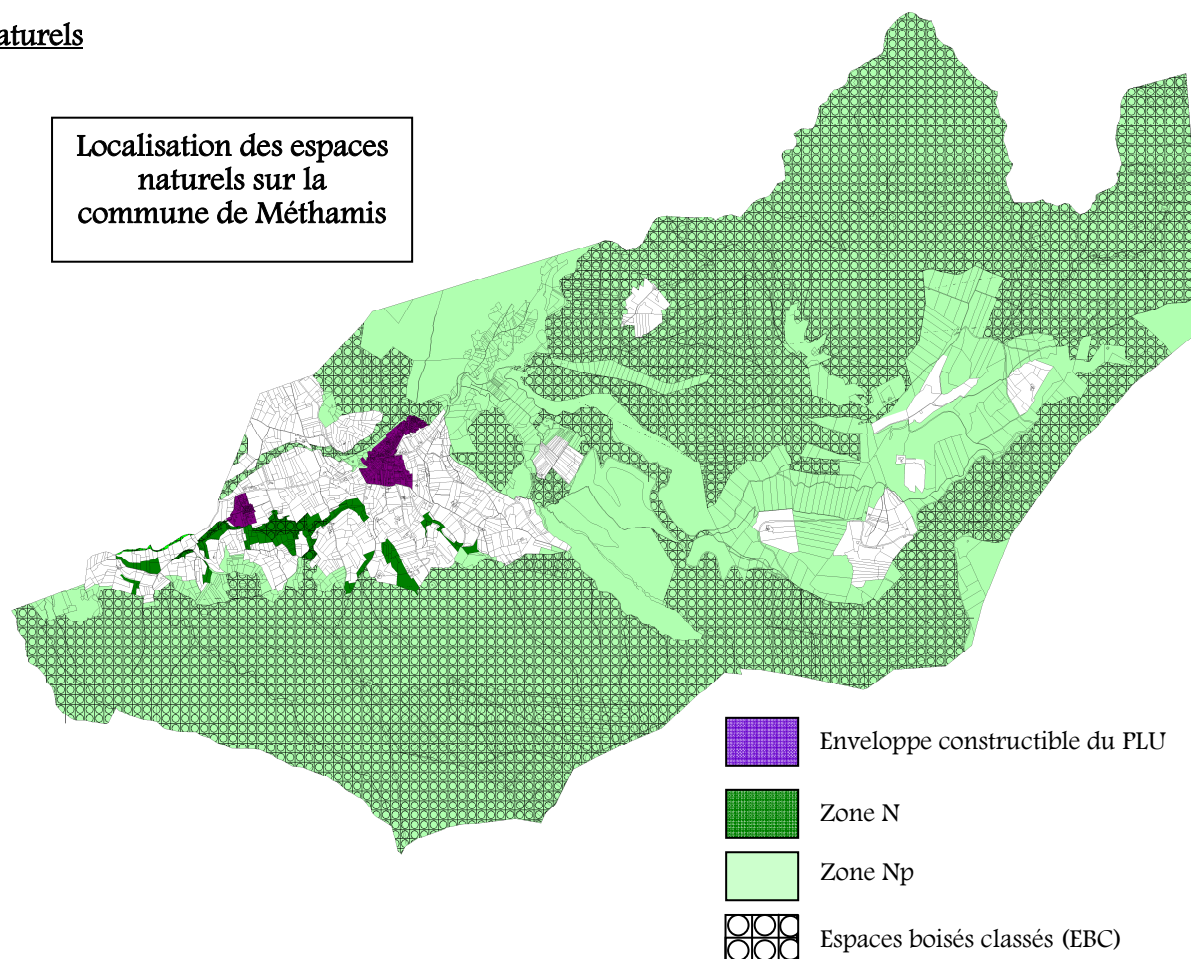 aturels
Localisation des espaces
naturels sur la
commune de Méthamis
Enveloppe constructible du PLU
Zone N
Zone Np
Espaces boisés classés (EBC)